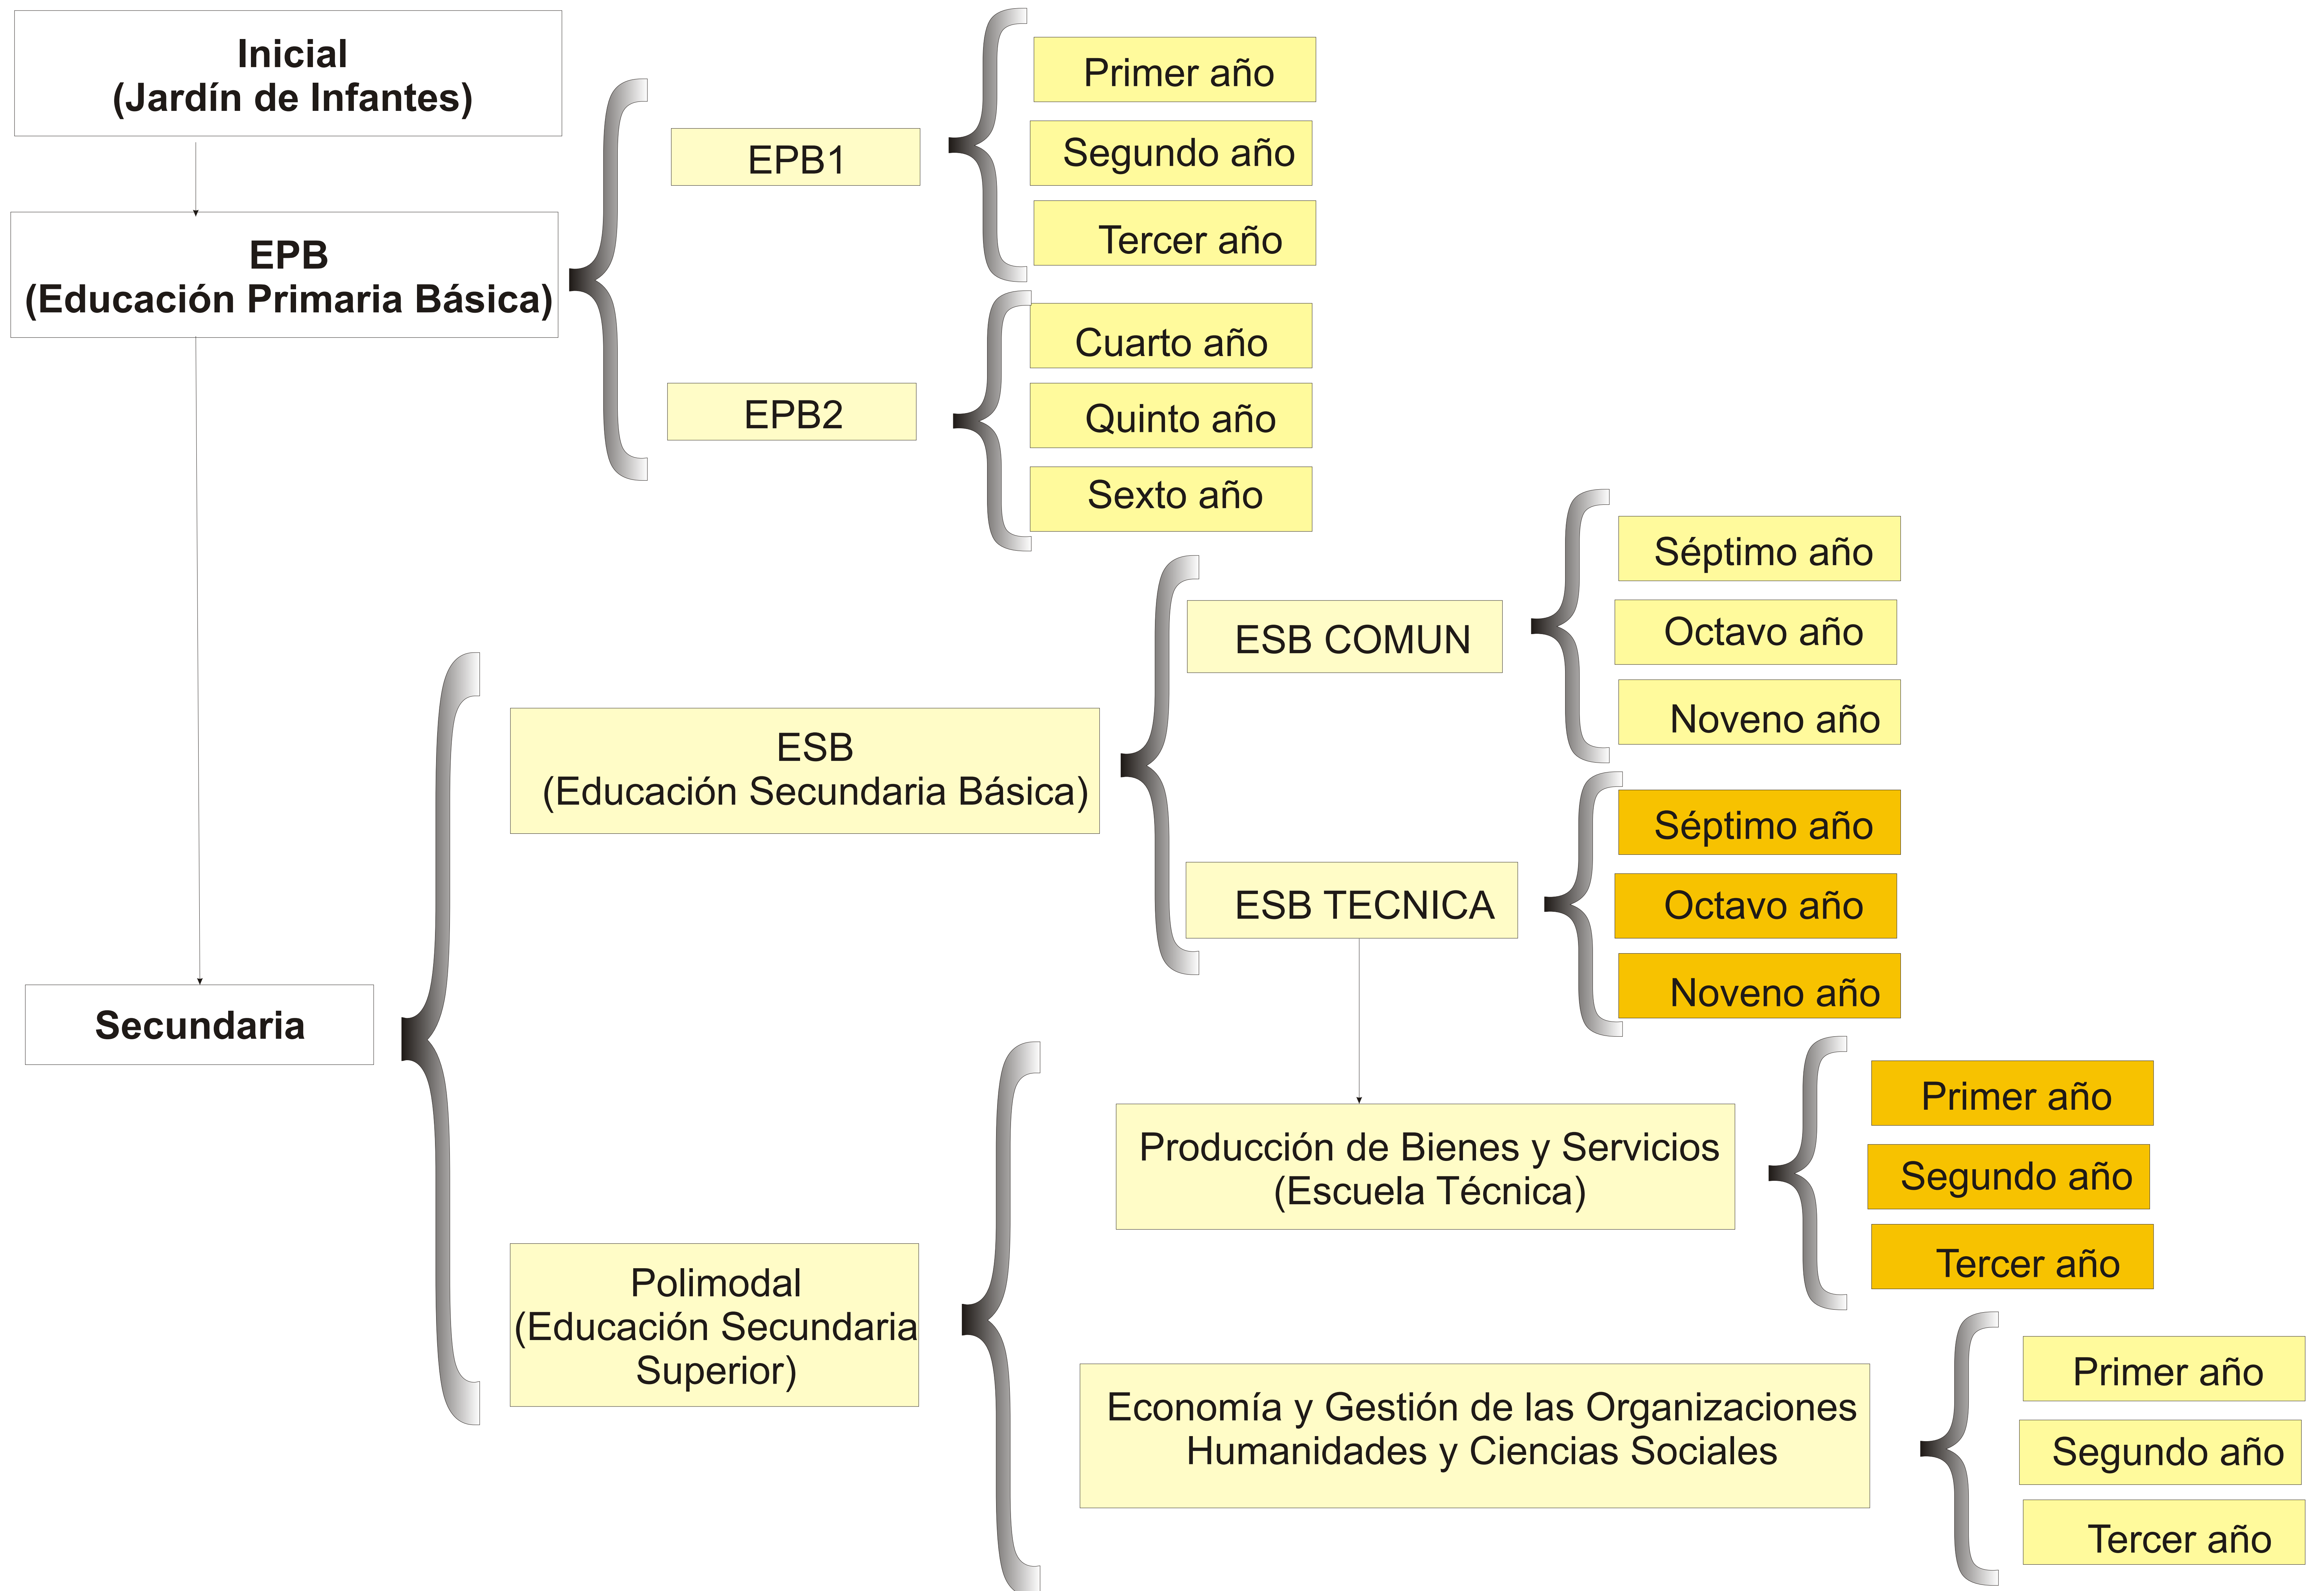 Inicial
(Jardín de Infantes)
EPB
(Educación Primaria Básica)
EPB1
Primer año
Segundo año
Tercer año
EPB2
Cuarto año
Quinto año
Sexto año
Secundaria
ESB
(Educación Secundaria Básica)
ESB COMUN
Séptimo año
Octavo año
Noveno año
ESB TECNICA
Séptimo año
Octavo año
Noveno año
Polimodal
(Educación Secundaria
Superior)
Producción de Bienes y Servicios
(Escuela Técnica)
Primer año
Segundo año
Tercer año
Economía y Gestión de las Organizaciones
Humanidades y Ciencias Sociales
Primer año
Segundo año
Tercer año